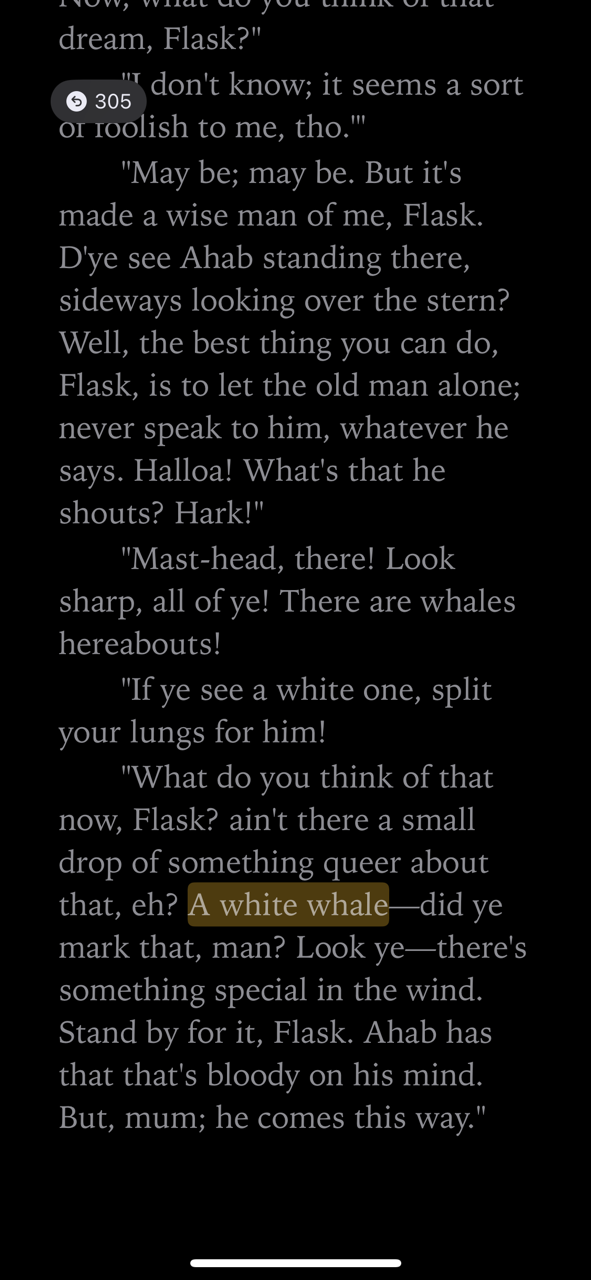 Now, what do you think of that
dream, Flask?"
"I don't know; it seems a sort
305
of foolish to me, tho.'"
"May be; may be. But it's
made a wise man of me, Flask.
D'ye see Ahab standing there,
sideways looking over the stern?
Well, the best thing you can do,
Flask, is to let the old man alone;
never speak to him, whatever he
says. Halloa! What's that he
shouts? Hark!"
"Mast-head, there! Look
sharp, all of ye! There are whales
hereabouts!
"If ye see a white one, split
your lungs for him!
"What do you think of that
now, Flask? ain't there a small
drop of something queer about
that, eh? A white whale—did ye
mark that, man? Look ye—there's
something special in the wind.
Stand by for it, Flask. Ahab has
that that's bloody on his mind.
But, mum; he comes this way."